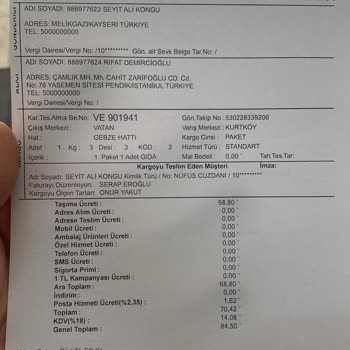 ADI SOYADI: 888977623 SEYİT ALİ KONGU
ADRES: MELİKGAZİ/KAYSERİ TÜRKİYE
TEL: 5000000000
Vergi Dairesi/Vergi No: /10********* Gön. ait Sevk Belge Tar.No: /
ADI SOYADI: 888977624 RIFAT DEMİRCİOĞLU
ADRES: ÇAMLIK MH. Mh. CAHİT ZARİFOĞLU CD. Cd.
No: 76 YASEMEN SİTESİ PENDİK/İSTANBUL TÜRKİYE
TEL: 5000000000
Vergi Dairesi/Vergi No: /
Kar.Tes.Alma Be.No: VE 901941 Gön.Takip No : 530228339206
Çıkış Merkezi : VATAN Varış Merkezi : KURTKÖY
Hat : GEBZE HATTI Kargo Cinsi : PAKET
Adet : 1 Kg : 3 Desi : 3 KGD : 3 Hizmet Türü : STANDART
İçerik : 1. Paket 1 Adet GIDA Mal Bedeli : 0,00 Tah.Tes.Tar:
Kargoyu Teslim Eden Müşteri İmza:
Adı Soyadı: SEYİT ALİ KONGU Kimlik Türü / No: NÜFUS CÜZDANI / 10*********
Faturayı Düzenleyen: SERAP EROĞLU
Kargoyu Ölçen Tartan: ONUR YAKUT
Taşıma Ücreti : 68,80
Adres Alım Ücreti : 0,00
Adrese Teslim Ücreti : 0,00
Mobil Ücreti : 0,00
Ambalaj Ürünleri Ücreti : 0,00
Özel Hizmet Ücreti : 0,00
Telefon Ücreti : 0,00
SMS Ücreti : 0,00
Sigorta Primi : 0,00
1 TL Kampanyası Ücreti : 0,00
Ara Toplam : 68,80
İndirim : 0,00
Posta Hizmeti Ücreti(%2,35) : 1,62
Toplam : 70,42
KDV(%18) : 14,08
Genel Toplam : 84,50